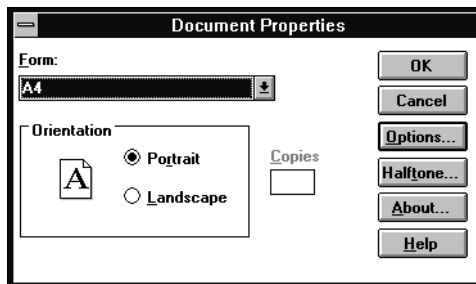 Document Properties
Form:
A4
Orientation
A
Portrait
Landscape
Copies
OK
Cancel
Options...
Halftone...
About...
Help